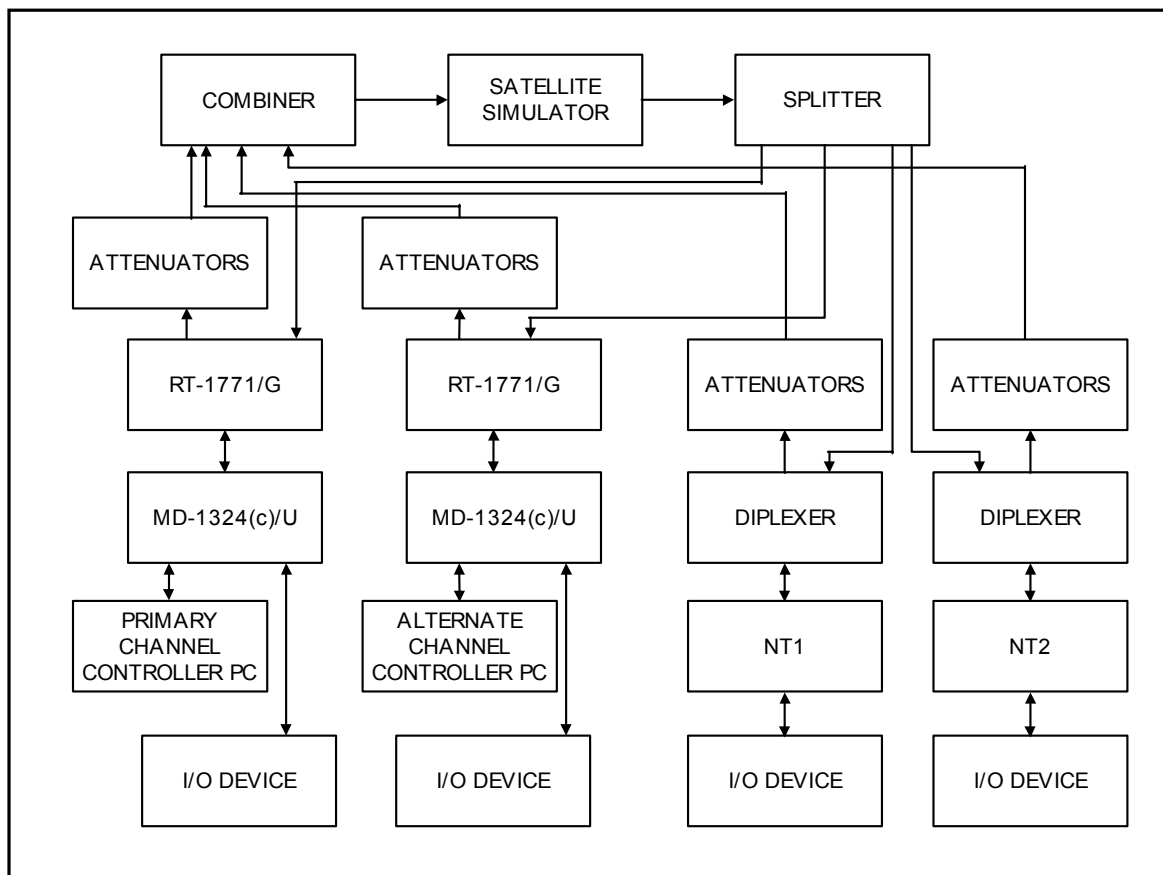 COMBINER
SATELLITE
SIMULATOR
SPLITTER
ATTENUATORS
ATTENUATORS
RT-1771/G
RT-1771/G
ATTENUATORS
ATTENUATORS
MD-1324(c)/U
MD-1324(c)/U
DIPLEXER
DIPLEXER
PRIMARY
CHANNEL
CONTROLLER PC
ALTERNATE
CHANNEL
CONTROLLER PC
NT1
NT2
I/O DEVICE
I/O DEVICE
I/O DEVICE
I/O DEVICE